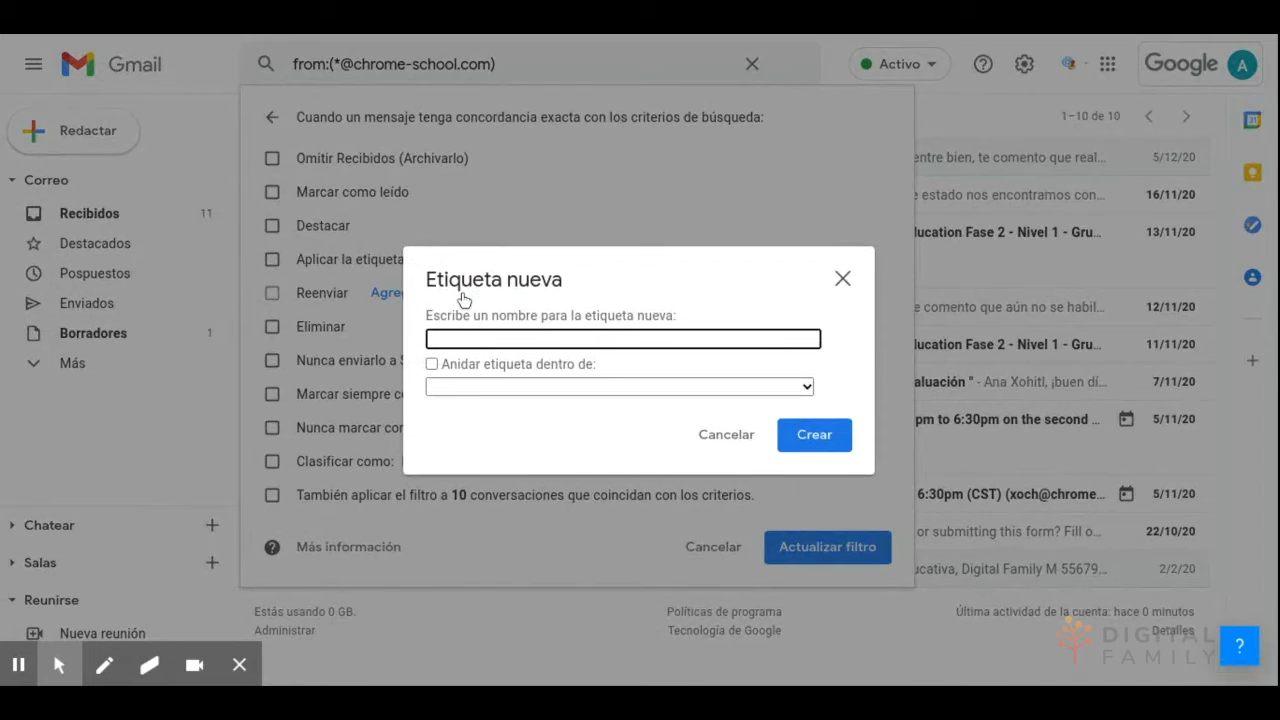 Gmail
from:(*@chrome-school.com)
Activo
Google
A
Redactar
Cuando un mensaje tenga concordancia exacta con los criterios de búsqueda:
1–10 de 10
Omitir Recibidos (Archivarlo)
entre bien, te comento que real... 5/12/20
Correo
Marcar como leído
e estado nos encontramos con... 16/11/20
Recibidos 11
Destacar
ucation Fase 2 - Nivel 1 - Gru... 13/11/20
Destacados
Aplicar la etiqueta
Pospuestos
Reenviar Agre
Enviados
e comento que aún no se habil... 12/11/20
Eliminar
Borradores 1
ucation Fase 2 - Nivel 1 - Gru... 11/11/20
Nunca enviarlo a S
Más
aluación " - Ana Xohitl, ¡buen dí... 7/11/20
Marcar siempre c
pm to 6:30pm on the second ... 5/11/20
Nunca marcar con
Clasificar como:
Etiqueta nueva
Escribe un nombre para la etiqueta nueva:
Anidar etiqueta dentro de:
Cancelar Crear
También aplicar el filtro a 10 conversaciones que coincidan con los criterios.
6:30pm (CST) (xoch@chrome... 5/11/20
Chatear
or submitting this form? Fill o... 22/10/20
Más información Cancelar Actualizar filtro
Salas
ucativa, Digital Family M 55679... 2/2/20
Reunirse
Estás usando 0 GB. Políticas de programa Última actividad de la cuenta: hace 0 minutos
Nueva reunión
Administrar Tecnología de Google Detalles
DIGITAL
FAMILY
?